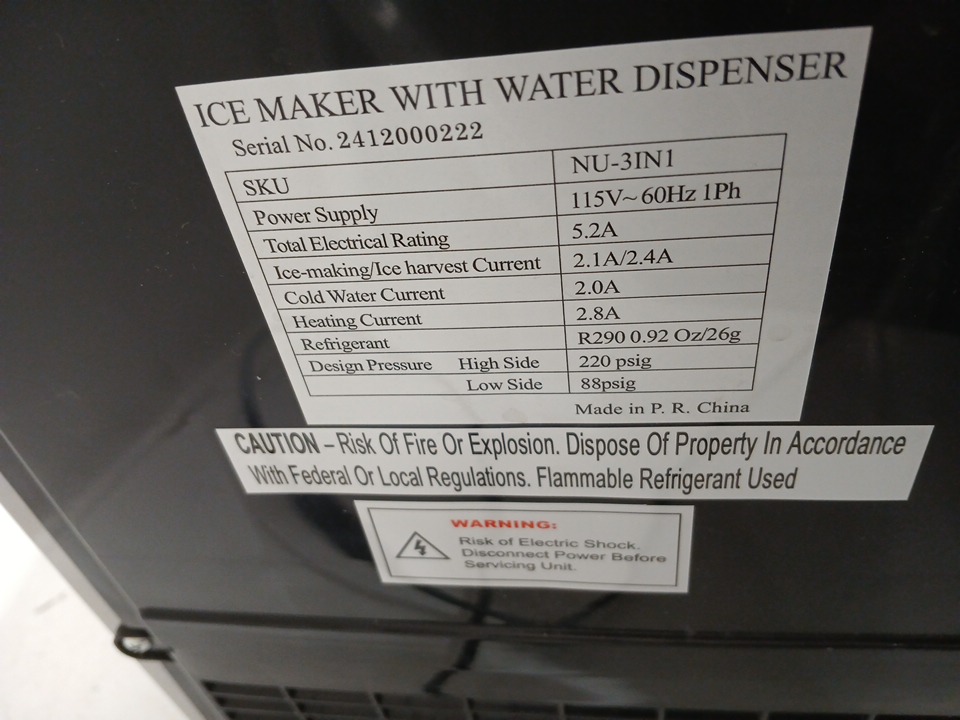 ICE MAKER WITH WATER DISPENSER
Serial No. 2412000222
SKU NU-3IN1
Power Supply 115V~60Hz 1Ph
Total Electrical Rating 5.2A
Ice-making/Ice harvest Current 2.1A/2.4A
Cold Water Current 2.0A
Heating Current 2.8A
Refrigerant R290 0.92 Oz/26g
Design Pressure High Side 220 psig
Low Side 88psig
Made in P. R. China
CAUTION – Risk Of Fire Or Explosion. Dispose Of Property In Accordance
With Federal Or Local Regulations. Flammable Refrigerant Used
WARNING:
Risk of Electric Shock.
Disconnect Power Before
Servicing Unit.